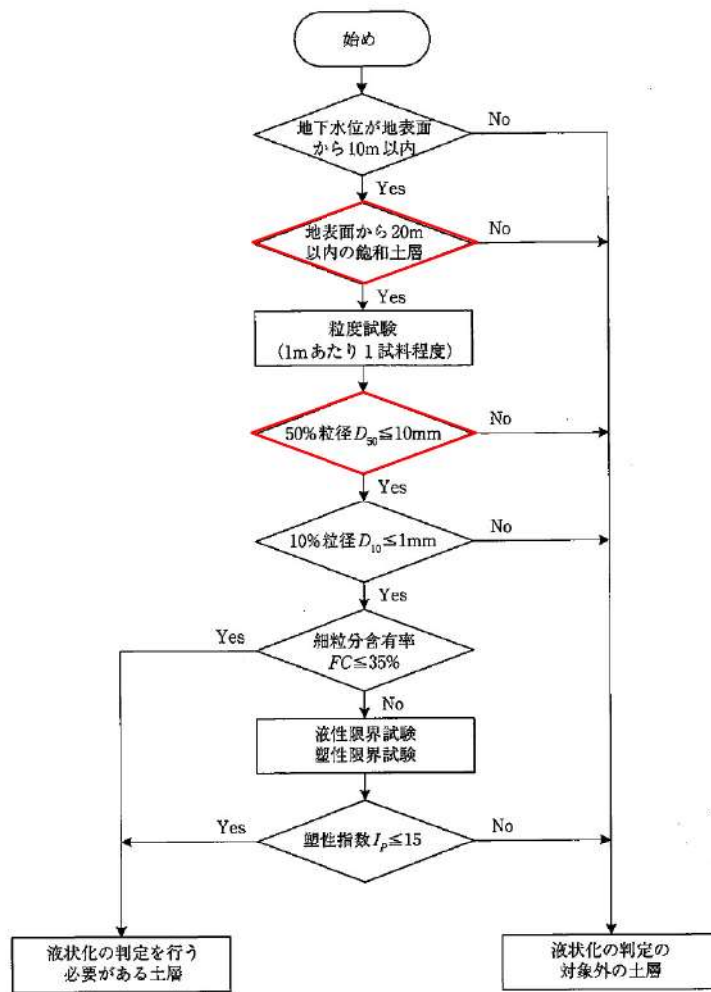 始め
地下水位が地表面
から10m以内
No
Yes
地表面から20m
以内の飽和土層
No
Yes
粒度試験
(1mあたり1試料程度)
50%粒径D₅₀≦10mm
No
Yes
10%粒径D₁₀≦1mm
No
Yes
細粒分含有率
FC≦35%
Yes
No
液性限界試験
塑性限界試験
塑性指数I_P≦15
Yes
No
液状化の判定を行う
必要がある土層
液状化の判定の
対象外の土層